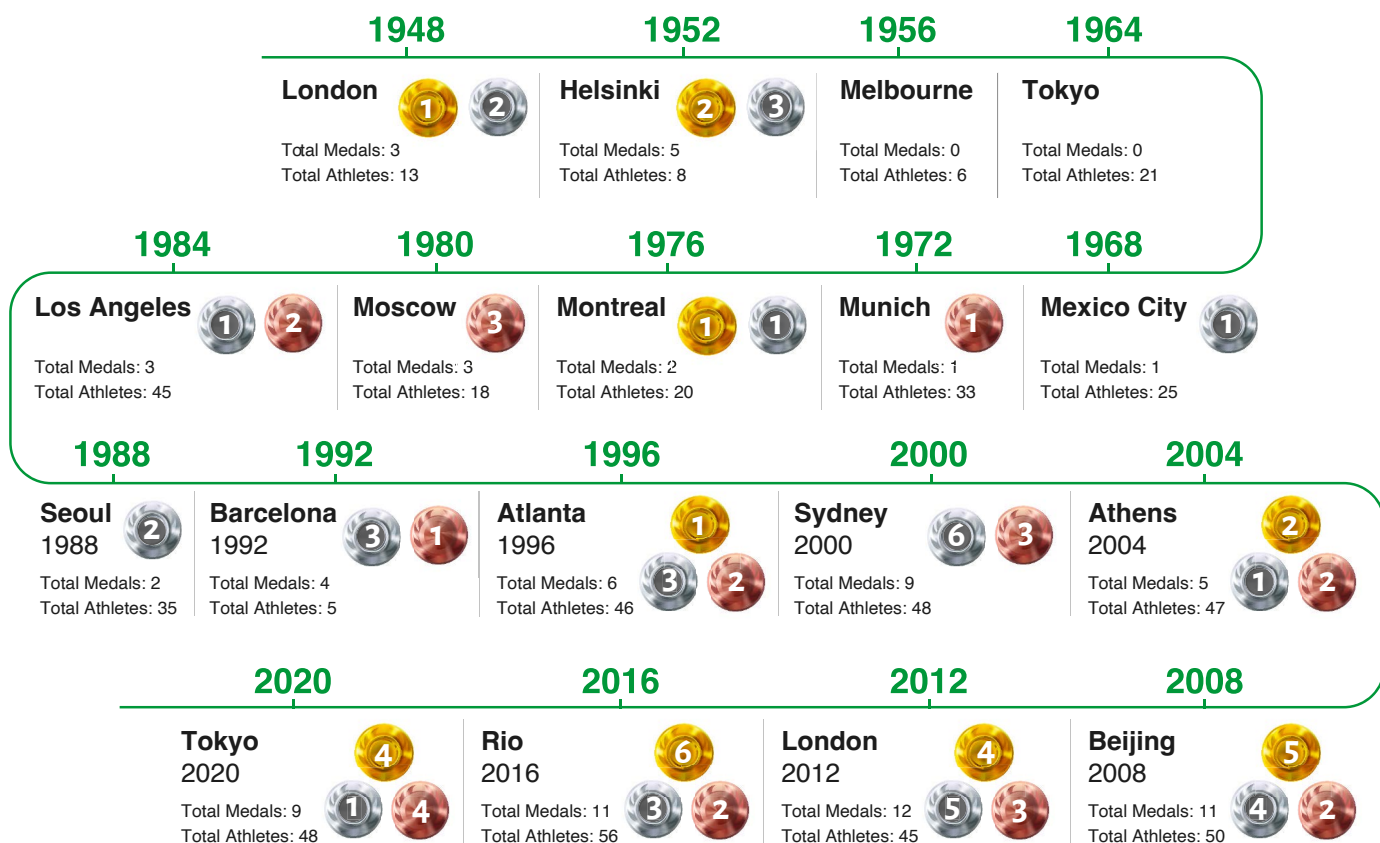 1948 1952 1956 1964
London 1 2 Helsinki 2 3 Melbourne Tokyo
Total Medals: 3 Total Medals: 5 Total Medals: 0 Total Medals: 0
Total Athletes: 13 Total Athletes: 8 Total Athletes: 6 Total Athletes: 21
1984 1980 1976 1972 1968
Los Angeles 1 2 Moscow 3 Montreal 1 1 Munich 1 Mexico City 1
Total Medals: 3 Total Medals: 3 Total Medals: 2 Total Medals: 1 Total Medals: 1
Total Athletes: 45 Total Athletes: 18 Total Athletes: 20 Total Athletes: 33 Total Athletes: 25
1988 1992 1996 2000 2004
Seoul 2 Barcelona 3 1 Atlanta 1 Sydney 6 3 Athens 2
1988 1992 1996 2000 2004
Total Medals: 2 Total Medals: 4 Total Medals: 6 3 2 Total Medals: 9 Total Medals: 5 1 2
Total Athletes: 35 Total Athletes: 5 Total Athletes: 46 Total Athletes: 48 Total Athletes: 47
2020 2016 2012 2008
Tokyo 4 Rio 6 London 4 Beijing 5
2020 2016 2012 2008
Total Medals: 9 1 4 Total Medals: 11 3 2 Total Medals: 12 5 3 Total Medals: 11 4 2
Total Athletes: 48 Total Athletes: 56 Total Athletes: 45 Total Athletes: 50